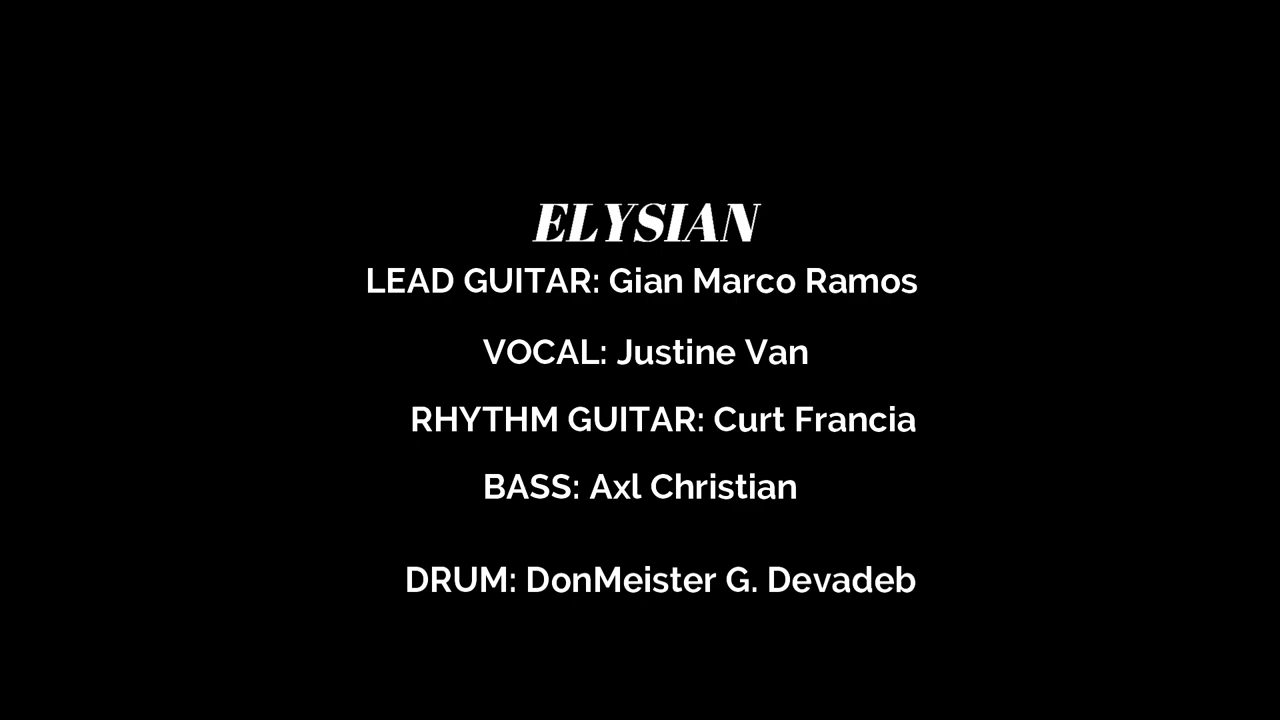 ELYSIAN
LEAD GUITAR: Gian Marco Ramos
VOCAL: Justine Van
RHYTHM GUITAR: Curt Francia
BASS: Axl Christian
DRUM: DonMeister G. Devadeb